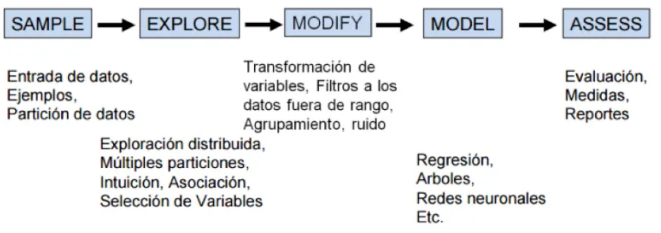 SAMPLE
EXPLORE
MODIFY
MODEL
ASSESS
Entrada de datos,
Ejemplos,
Partición de datos
Exploración distribuida,
Múltiples particiones,
Intuición, Asociación,
Selección de Variables
Transformación de
variables, Filtros a los
datos fuera de rango,
Agrupamiento, ruido
Regresión,
Arboles,
Redes neuronales
Etc.
Evaluación,
Medidas,
Reportes